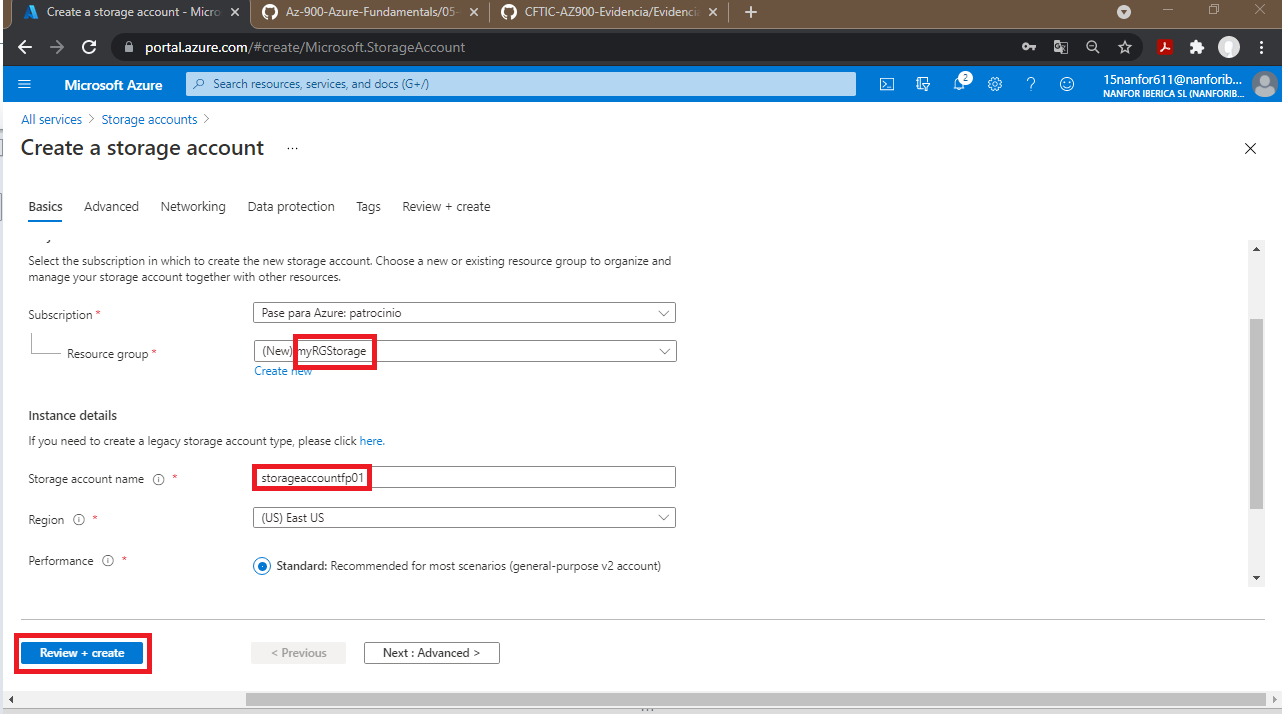 Create a storage account - Micro
Az-900-Azure-Fundamentals/05-
CFTIC-AZ900-Evidencia/Evidenci
portal.azure.com/#create/Microsoft.StorageAccount
Microsoft Azure
Search resources, services, and docs (G+/)
2
15nanfor611@nanforib...
NANFOR IBERICA SL (NANFORIB...
All services > Storage accounts >
Create a storage account ...
Basics Advanced Networking Data protection Tags Review + create
Select the subscription in which to create the new storage account. Choose a new or existing resource group to organize and
manage your storage account together with other resources.
Subscription *
Pase para Azure: patrocinio
Resource group *
(New) myRGStorage
Create new
Instance details
If you need to create a legacy storage account type, please click here.
Storage account name *
storageaccountfp01
Region *
(US) East US
Performance *
Standard: Recommended for most scenarios (general-purpose v2 account)
Review + create
< Previous
Next : Advanced >